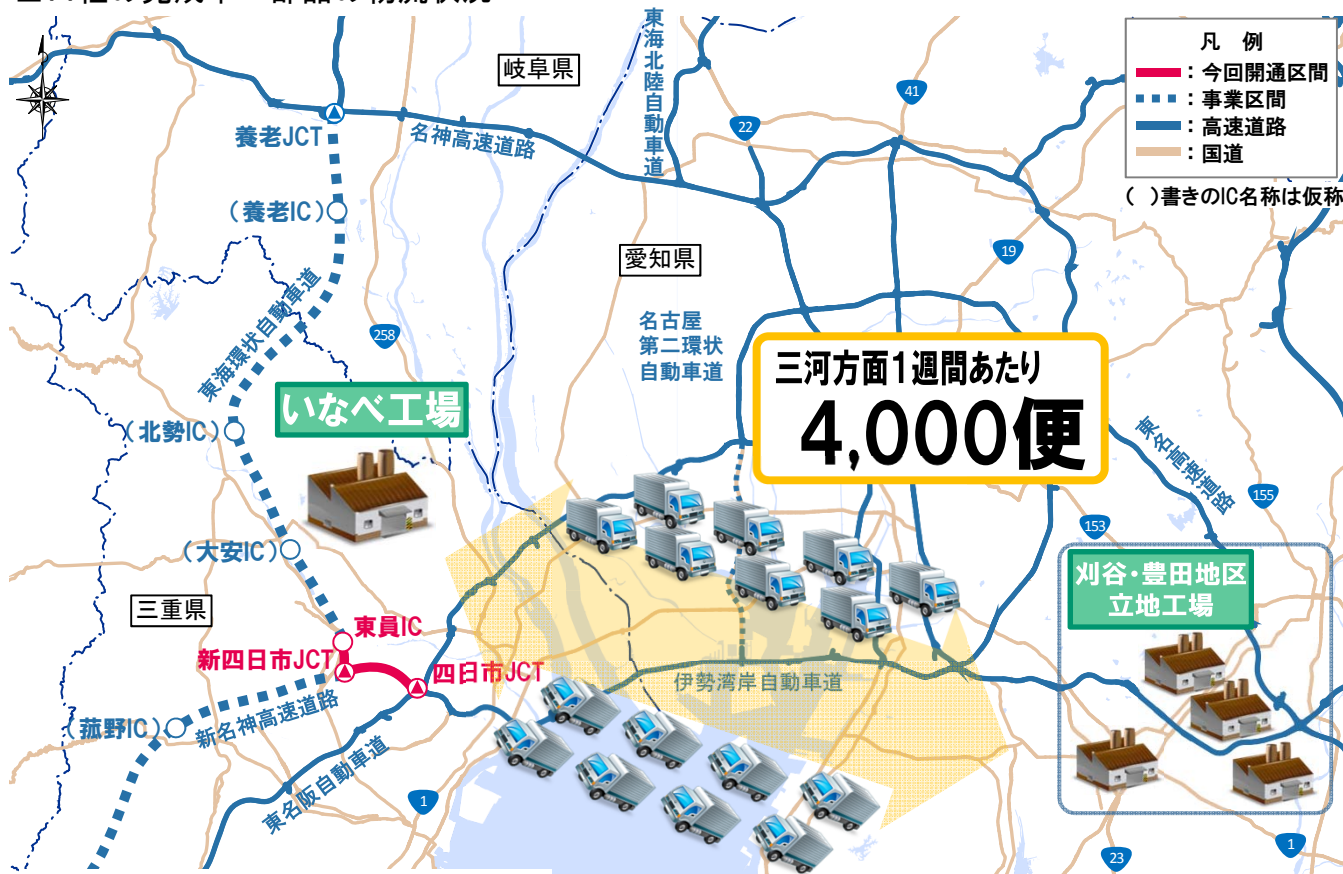 岐阜県
東海北陸自動車道
凡 例
：今回開通区間
：事業区間
：高速道路
：国道
( )書きのIC名称は仮称
41
22
養老JCT
名神高速道路
(養老IC)
19
愛知県
東海環状自動車道
258
名古屋
第二環状
自動車道
三河方面1週間あたり
4,000便
いなべ工場
(北勢IC)
東名高速道路
155
153
(大安IC)
刈谷・豊田地区
立地工場
三重県
東員IC
新四日市JCT
四日市JCT
伊勢湾岸自動車道
(菰野IC)
新名神高速道路
東名阪自動車道
1
23
1